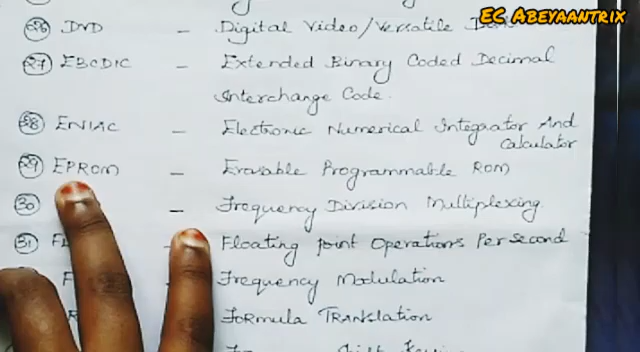 EC ABEYAANTRIX
26 DVD - Digital Video/Versatile
27 EBCDIC - Extended Binary Coded Decimal
Interchange Code.
28 ENIAC - Electronic Numerical Integrator And
Calculator
29 EPROM - Erasable Programmable ROM
30 - Frequency Division Multiplexing
31 FL - Floating Point Operations Per Second
F Frequency Modulation
FORmula TRANslation